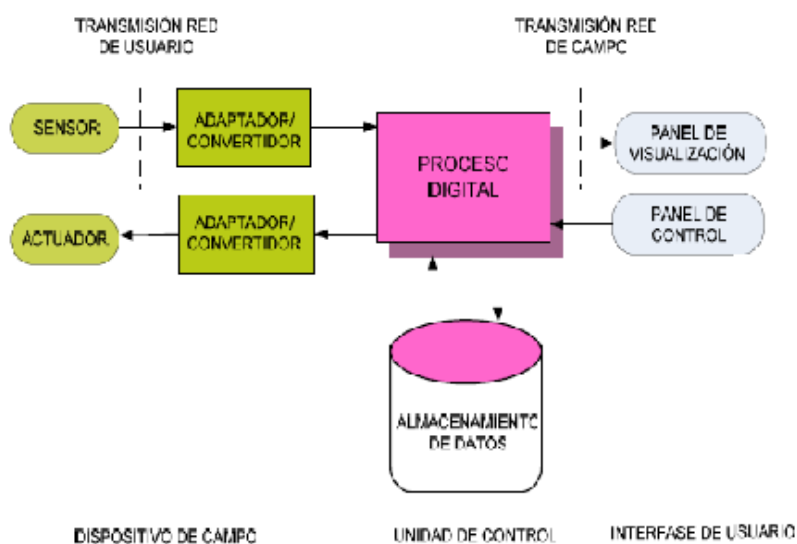 TRANSMISIÓN RED
DE USUARIO
TRANSMISIÓN RED
DE CAMPO
SENSOR
ADAPTADOR/
CONVERTIDOR
PROCESO
DIGITAL
PANEL DE
VISUALIZACIÓN
ACTUADOR
ADAPTADOR/
CONVERTIDOR
PANEL DE
CONTROL
ALMACENAMIENTO
DE DATOS
DISPOSITIVO DE CAMPO
UNIDAD DE CONTROL
INTERFASE DE USUARIO